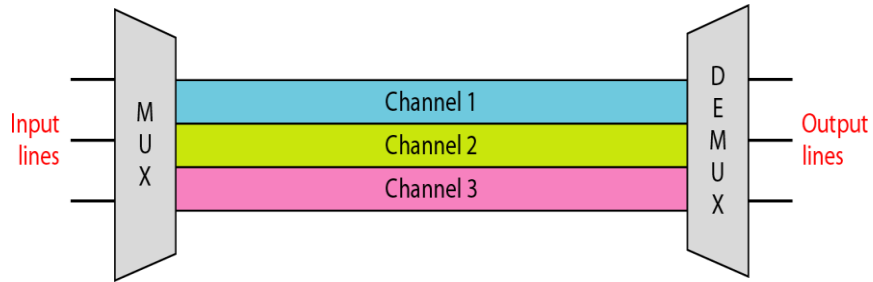 Input
lines
M
U
X
Channel 1
Channel 2
Channel 3
D
E
M
U
X
Output
lines